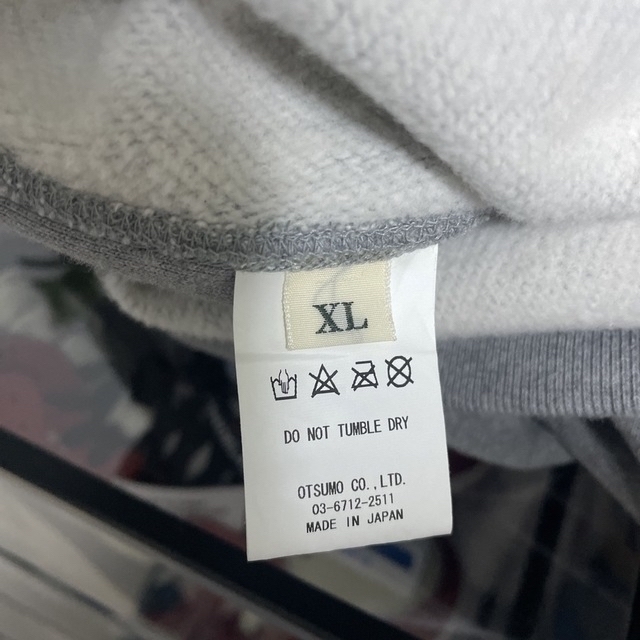 XL
DO NOT TUMBLE DRY
OTSUMO CO.,LTD.
03-6712-2511
MADE IN JAPAN